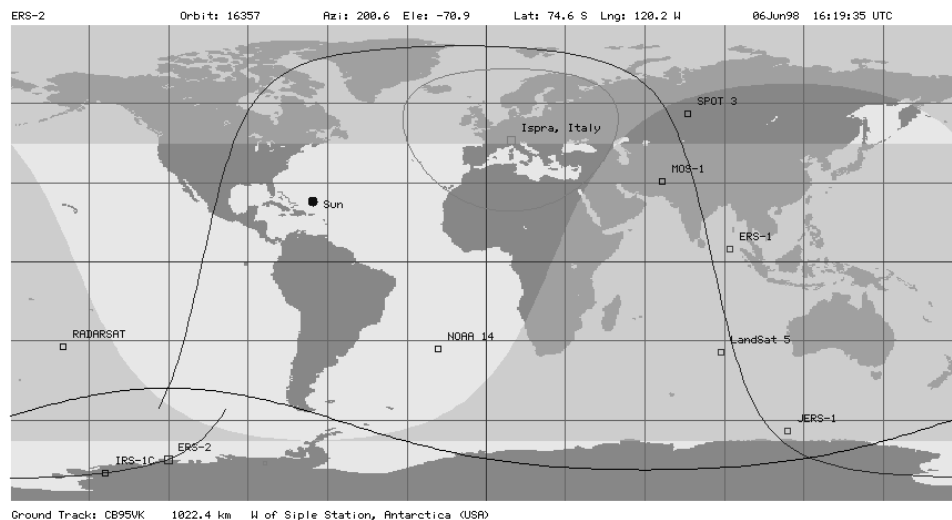 ERS-2 Orbit: 16357 Azi: 200.6 Ele: -70.9 Lat: 74.6 S Lng: 120.2 W 06Jun98 16:19:35 UTC
SPOT 3
Ispra, Italy
MOS-1
Sun
ERS-1
RADARSAT
NOAA 14
LandSat 5
JERS-1
ERS-2
IRS-1C
Ground Track: CB95VK 1022.4 km W of Siple Station, Antarctica (USA)